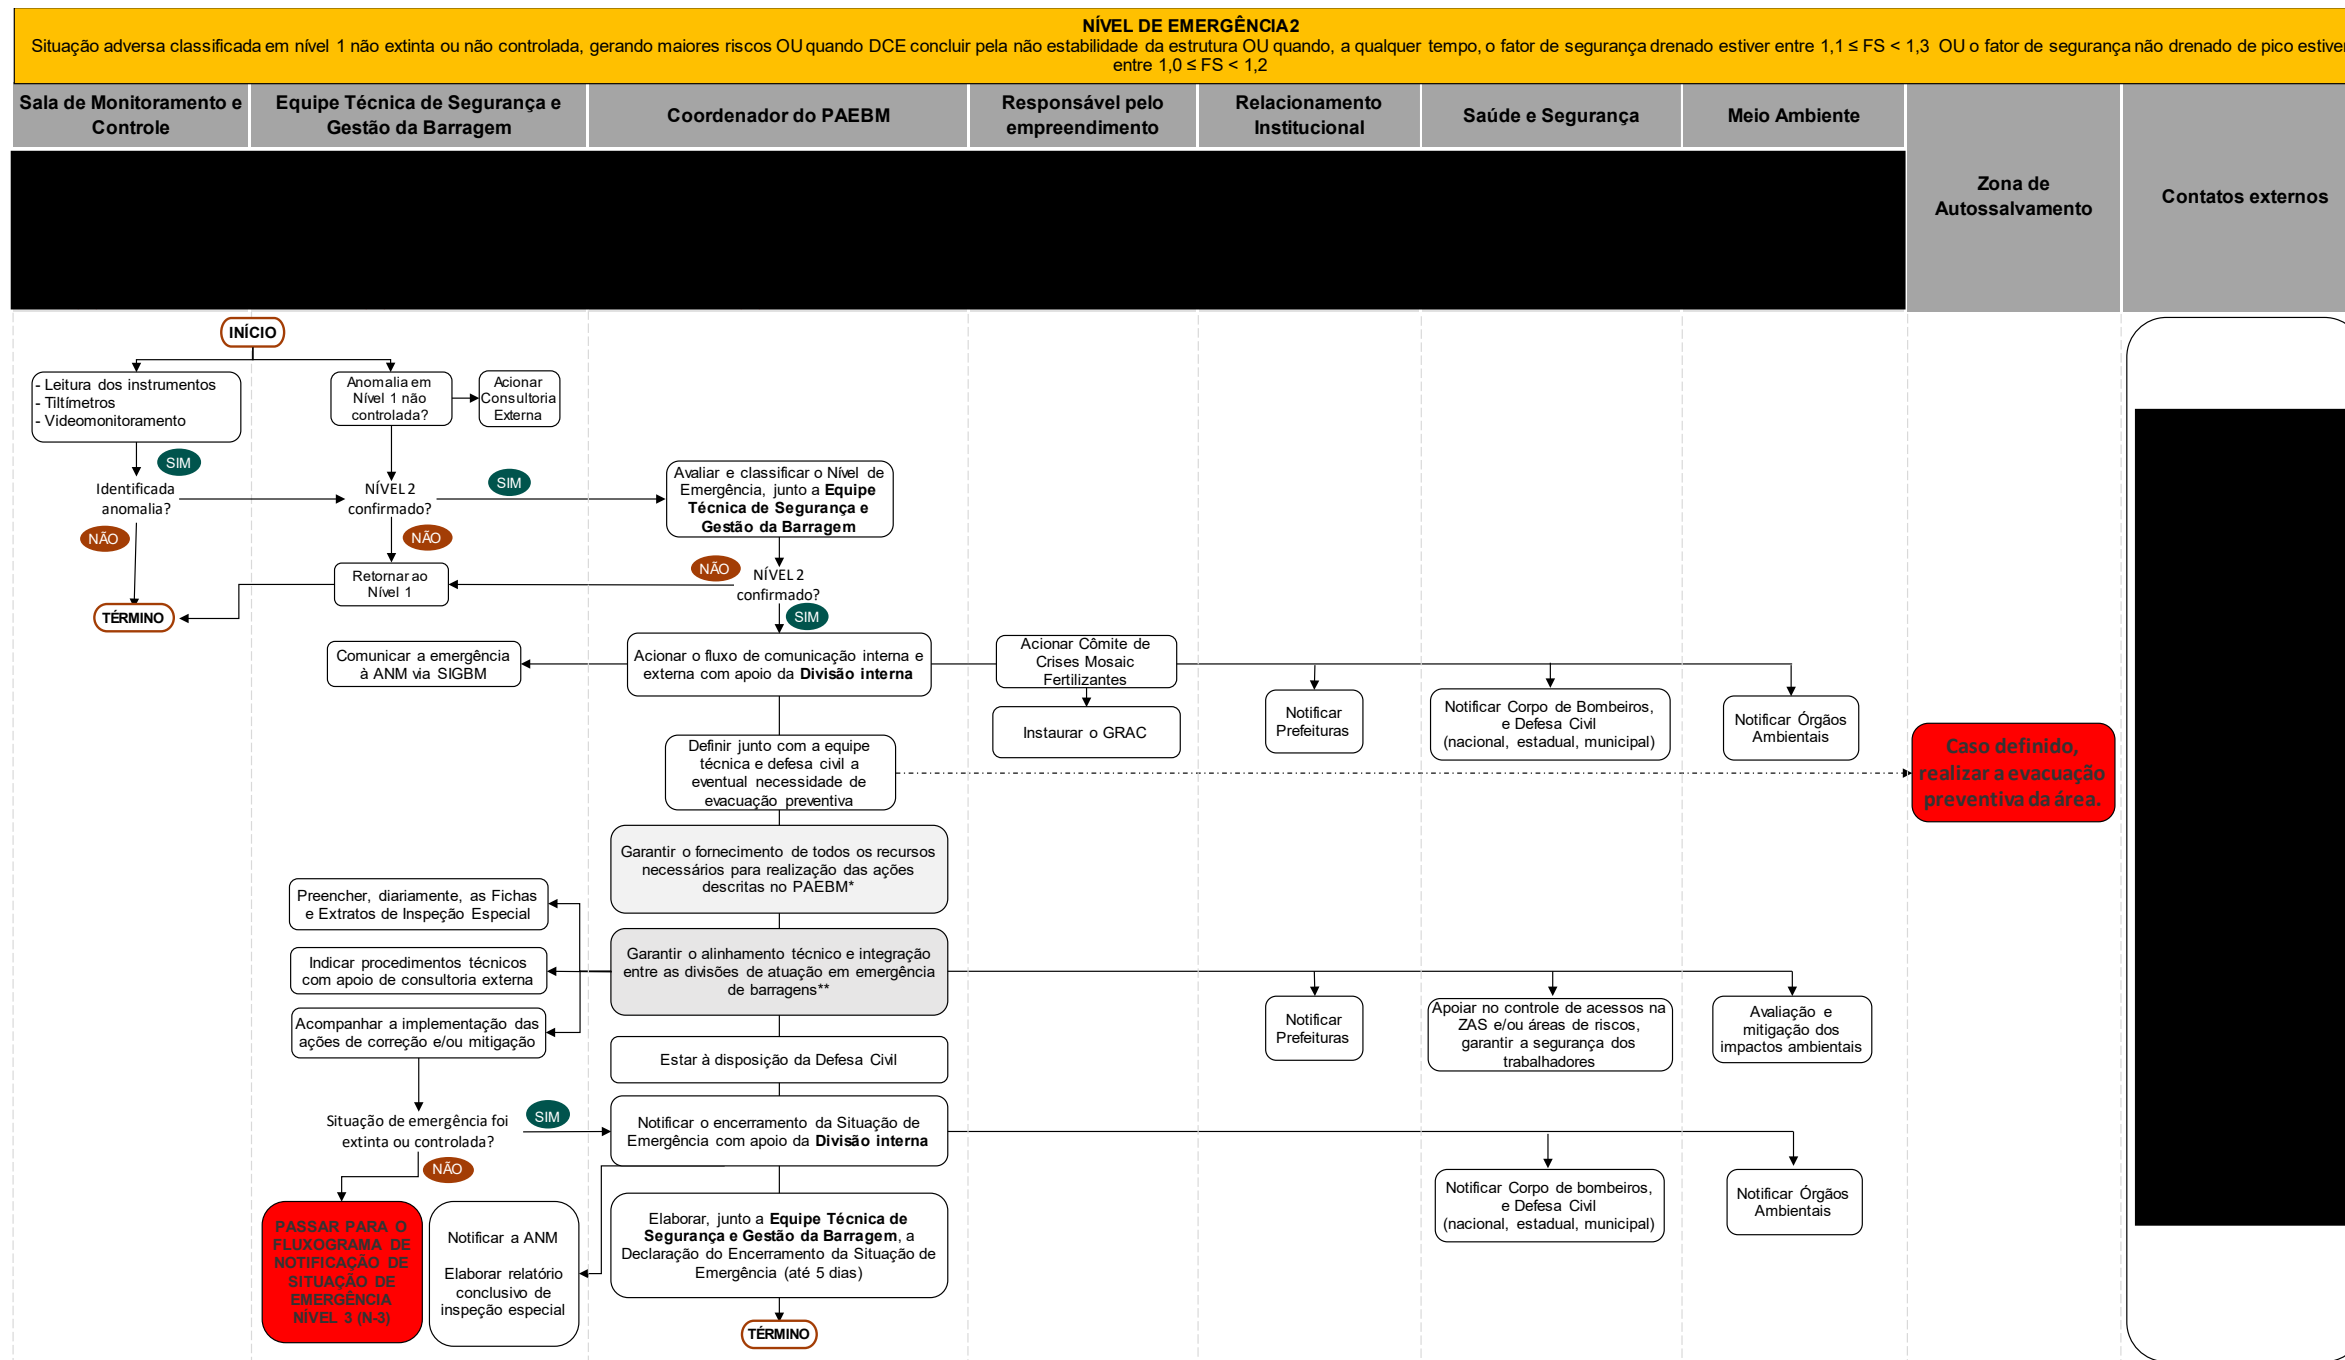 NÍVEL DE EMERGÊNCIA 2
Situação adversa classificada em nível 1 não extinta ou não controlada, gerando maiores riscos OU quando DCE concluir pela não estabilidade da estrutura OU quando, a qualquer tempo, o fator de segurança drenado estiver entre 1,1 ≤ FS < 1,3 OU o fator de segurança não drenado de pico estiver
entre 1,0 ≤ FS < 1,2
Sala de Monitoramento e
Controle
Equipe Técnica de Segurança e
Gestão da Barragem
Coordenador do PAEBM
Responsável pelo
empreendimento
Relacionamento
Institucional
Saúde e Segurança
Meio Ambiente
Zona de
Autossalvamento
Contatos externos
INÍCIO
- Leitura dos instrumentos
- Tiltímetros
- Videomonitoramento
Anomalia em
Nível 1 não
controlada?
Acionar
Consultoria
Externa
SIM
Identificada
anomalia?
NÃO
NÍVEL 2
confirmado?
SIM
NÃO
Avaliar e classificar o Nível de
Emergência, junto a Equipe
Técnica de Segurança e
Gestão da Barragem
Retornar ao
Nível 1
NÃO
NÍVEL 2
confirmado?
SIM
TÉRMINO
Comunicar a emergência
à ANM via SIGBM
Acionar o fluxo de comunicação interna e
externa com apoio da Divisão interna
Acionar Cômite de
Crises Mosaic
Fertilizantes
Instaurar o GRAC
Notificar
Prefeituras
Notificar Corpo de Bombeiros,
e Defesa Civil
(nacional, estadual, municipal)
Notificar Órgãos
Ambientais
Definir junto com a equipe
técnica e defesa civil a
eventual necessidade de
evacuação preventiva
Caso definido,
realizar a evacuação
preventiva da área.
Garantir o fornecimento de todos os recursos
necessários para realização das ações
descritas no PAEBM*
Preencher, diariamente, as Fichas
e Extratos de Inspeção Especial
Indicar procedimentos técnicos
com apoio de consultoria externa
Acompanhar a implementação das
ações de correção e/ou mitigação
Garantir o alinhamento técnico e integração
entre as divisões de atuação em emergência
de barragens**
Notificar
Prefeituras
Apoiar no controle de acessos na
ZAS e/ou áreas de riscos,
garantir a segurança dos
trabalhadores
Avaliação e
mitigação dos
impactos ambientais
Estar à disposição da Defesa Civil
Situação de emergência foi
extinta ou controlada?
SIM
NÃO
Notificar o encerramento da Situação de
Emergência com apoio da Divisão interna
Notificar Corpo de bombeiros,
e Defesa Civil
(nacional, estadual, municipal)
Notificar Órgãos
Ambientais
PASSAR PARA O
FLUXOGRAMA DE
NOTIFICAÇÃO DE
SITUAÇÃO DE
EMERGÊNCIA
NÍVEL 3 (N-3)
Notificar a ANM
Elaborar relatório
conclusivo de
inspeção especial
Elaborar, junto a Equipe Técnica de
Segurança e Gestão da Barragem, a
Declaração do Encerramento da Situação de
Emergência (até 5 dias)
TÉRMINO